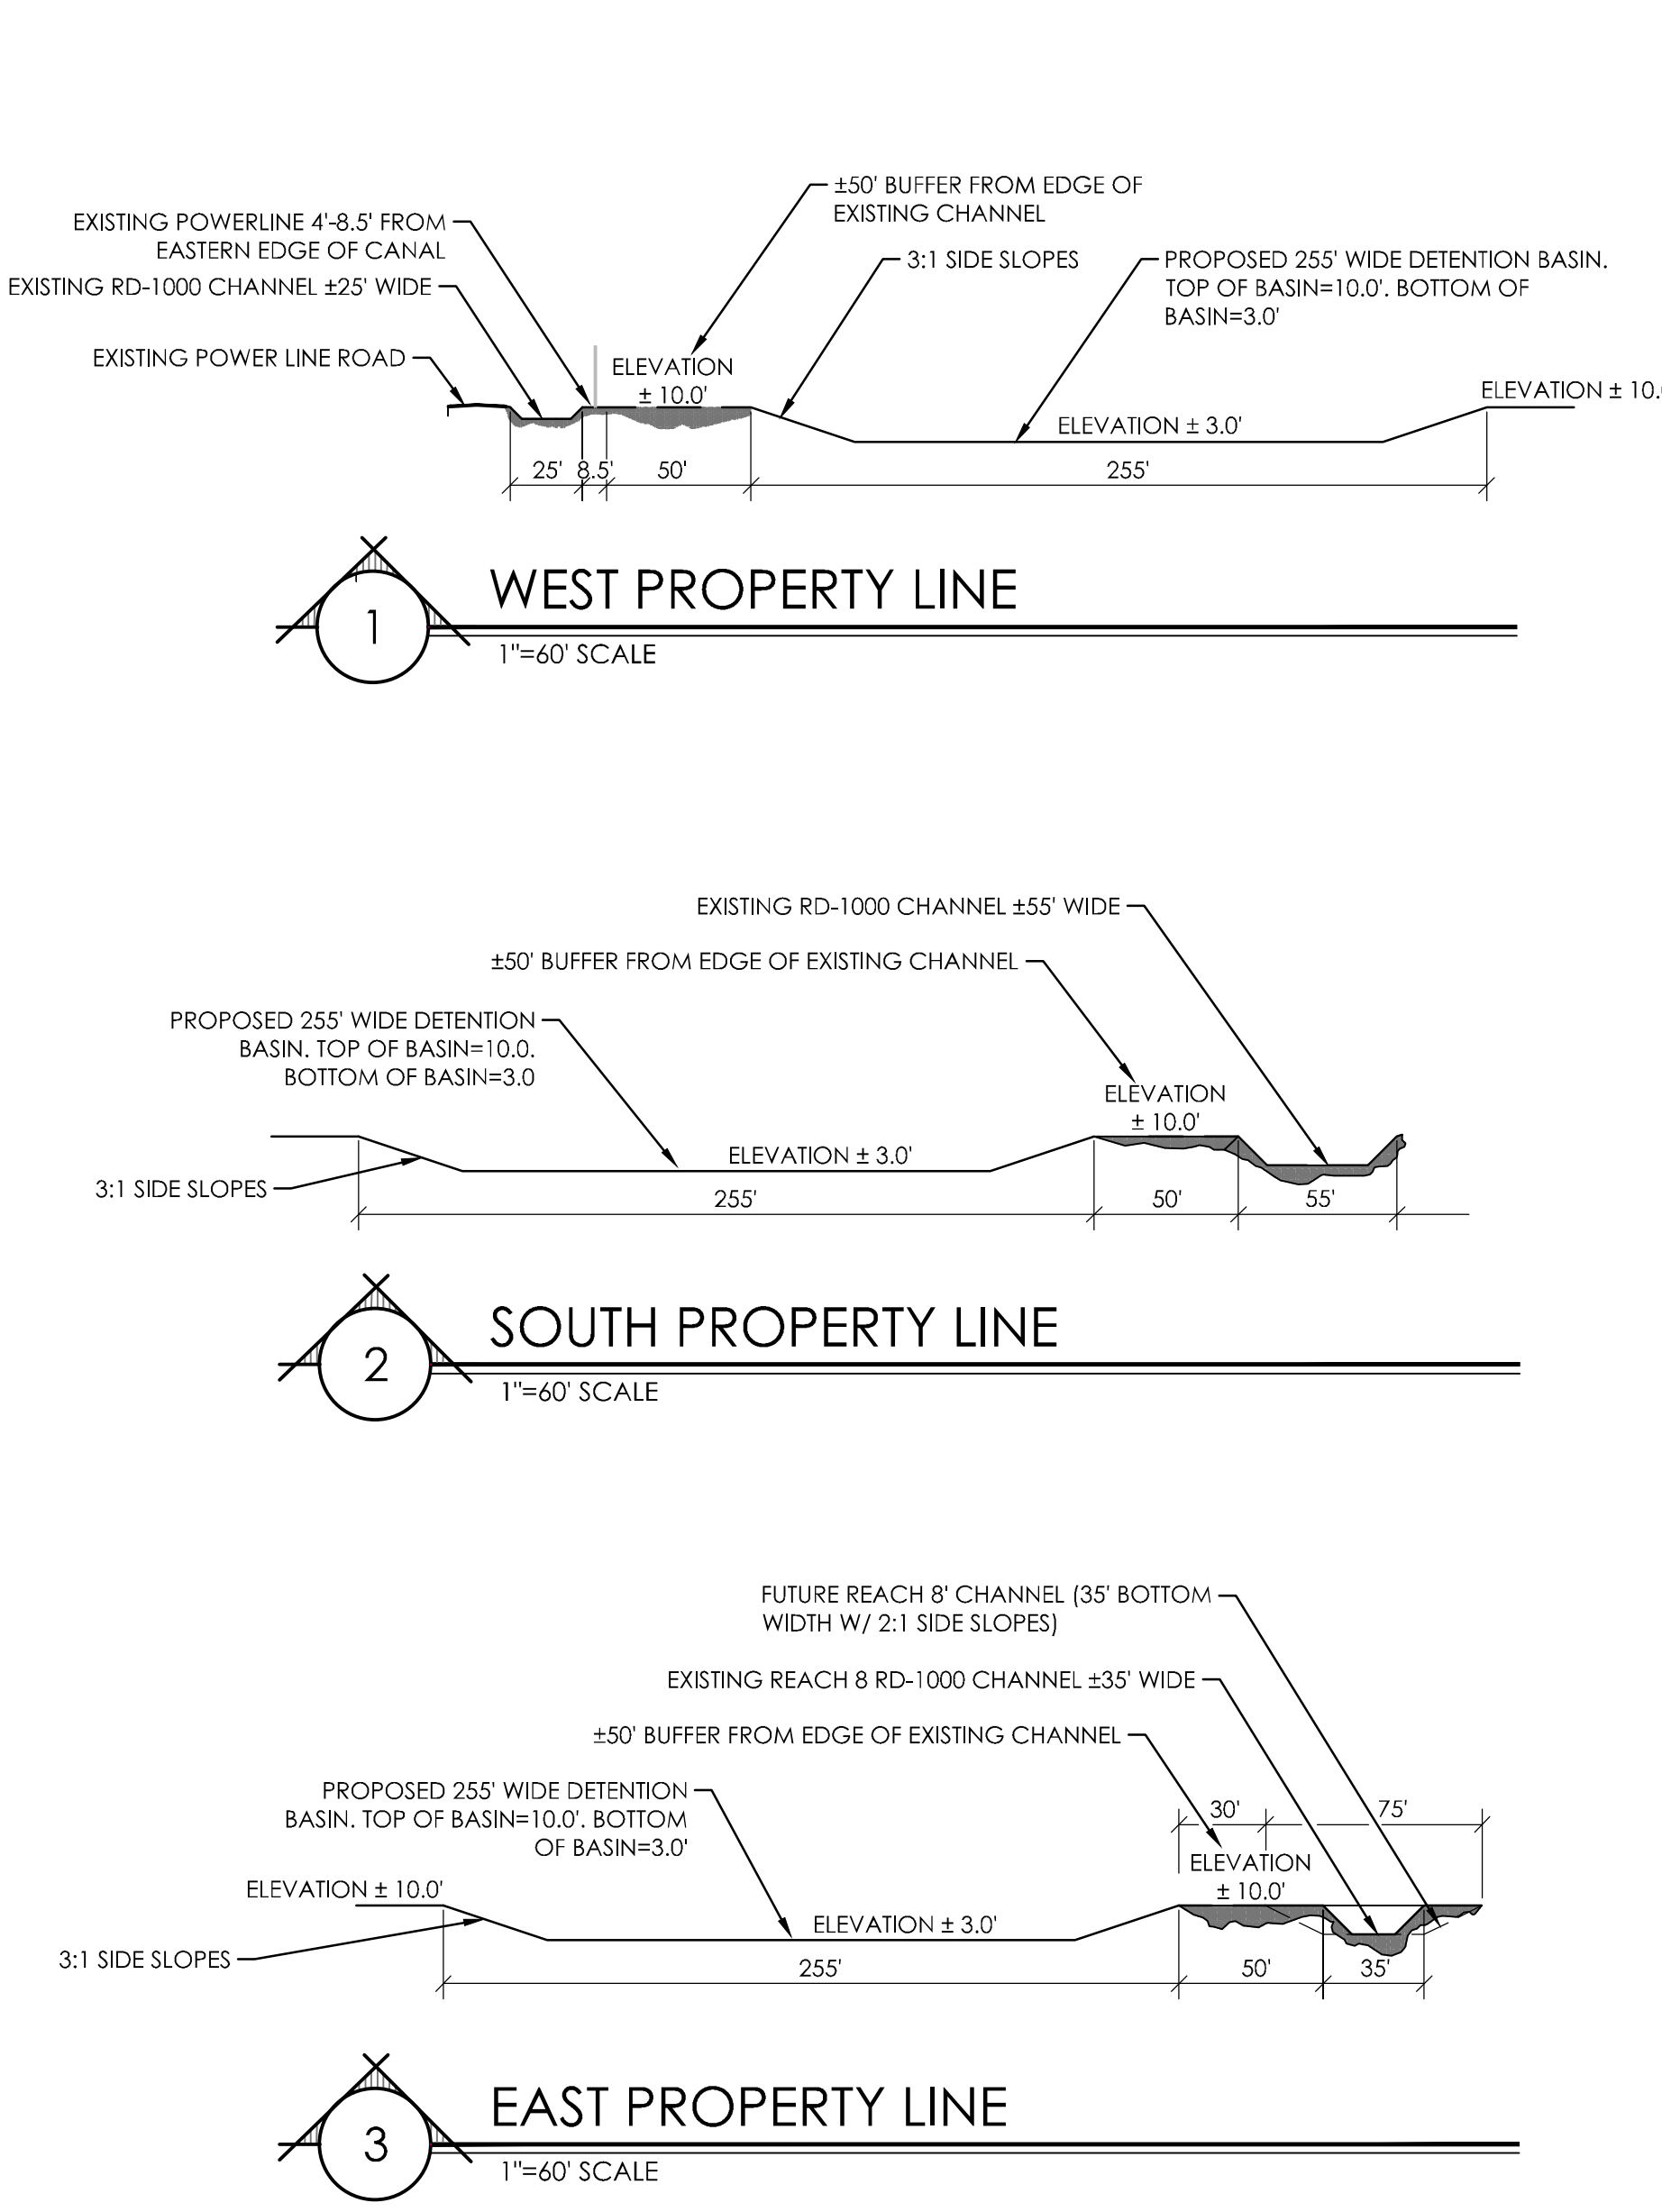 ±50' BUFFER FROM EDGE OF
EXISTING CHANNEL
EXISTING POWERLINE 4'-8.5' FROM
EASTERN EDGE OF CANAL
3:1 SIDE SLOPES
PROPOSED 255' WIDE DETENTION BASIN.
TOP OF BASIN=10.0'. BOTTOM OF
BASIN=3.0'
EXISTING RD-1000 CHANNEL ±25' WIDE
EXISTING POWER LINE ROAD
ELEVATION
± 10.0'
ELEVATION ± 10.
ELEVATION ± 3.0'
25' 8.5' 50' 255'
1
WEST PROPERTY LINE
1"=60' SCALE
EXISTING RD-1000 CHANNEL ±55' WIDE
±50' BUFFER FROM EDGE OF EXISTING CHANNEL
PROPOSED 255' WIDE DETENTION
BASIN. TOP OF BASIN=10.0.
BOTTOM OF BASIN=3.0
ELEVATION
± 10.0'
ELEVATION ± 3.0'
3:1 SIDE SLOPES
255' 50' 55'
2
SOUTH PROPERTY LINE
1"=60' SCALE
FUTURE REACH 8' CHANNEL (35' BOTTOM
WIDTH W/ 2:1 SIDE SLOPES)
EXISTING REACH 8 RD-1000 CHANNEL ±35' WIDE
±50' BUFFER FROM EDGE OF EXISTING CHANNEL
PROPOSED 255' WIDE DETENTION
BASIN. TOP OF BASIN=10.0'. BOTTOM
OF BASIN=3.0'
30' 75'
ELEVATION
± 10.0'
ELEVATION ± 10.0'
ELEVATION ± 3.0'
3:1 SIDE SLOPES
255' 50' 35'
3
EAST PROPERTY LINE
1"=60' SCALE